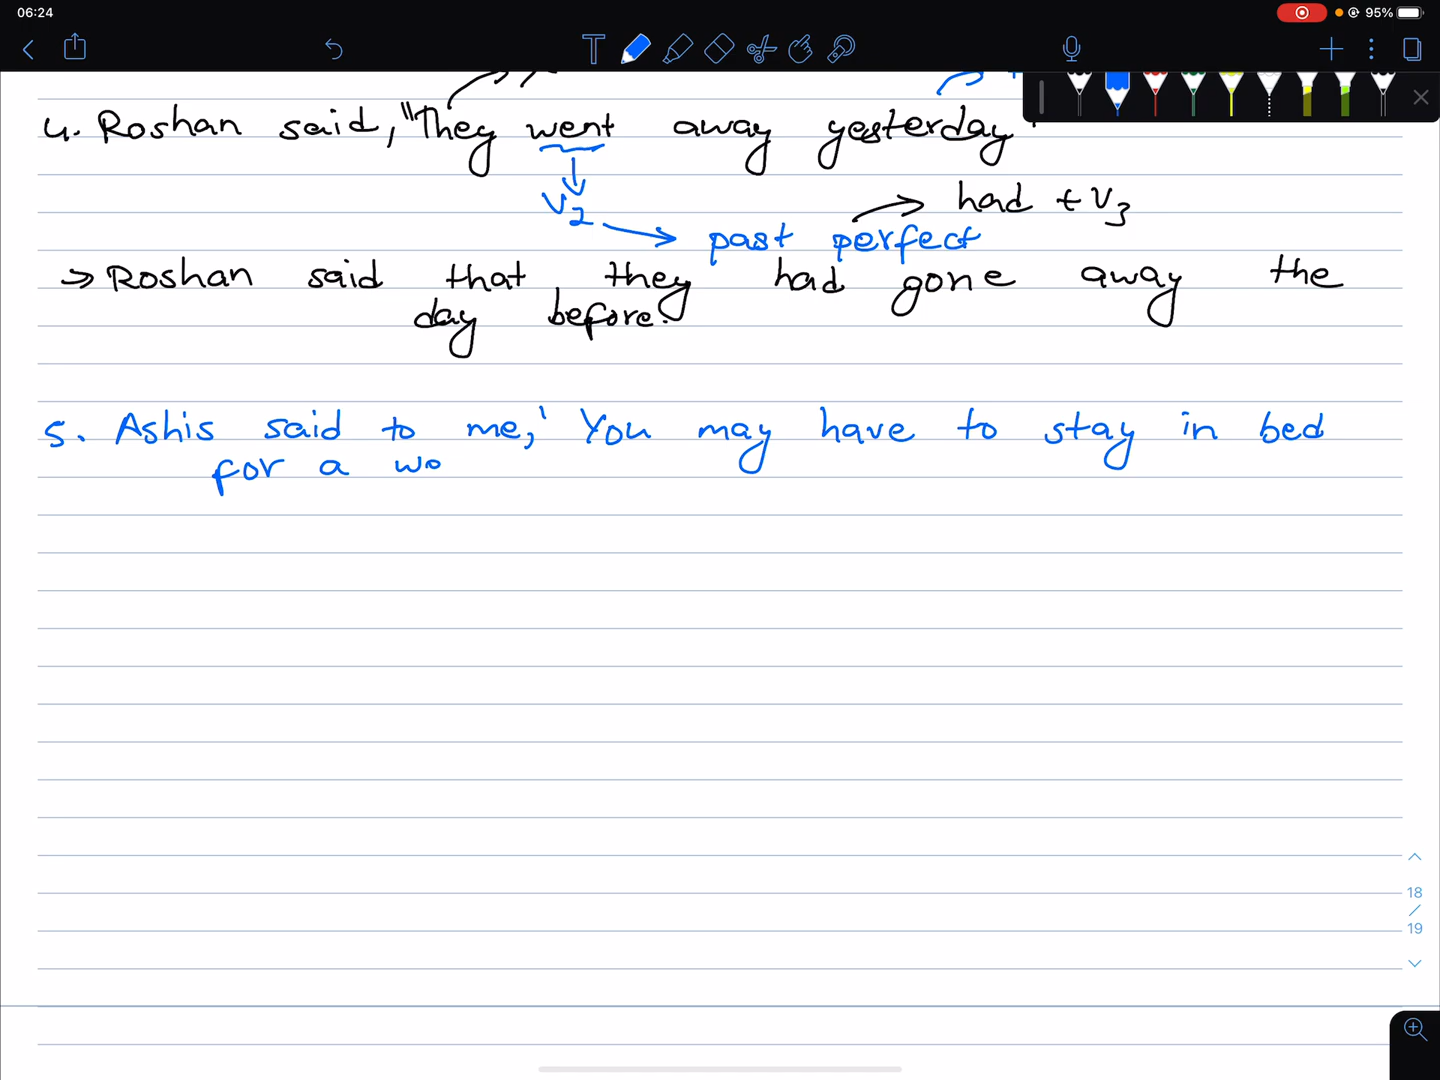 06:24
95%
4. Roshan said, "They went away yesterday"
had + V3
V2
past perfect
→ Roshan said that they had gone away the
day before.
5. Ashis said to me,' You may have to stay in bed
for a wo
18
/
19